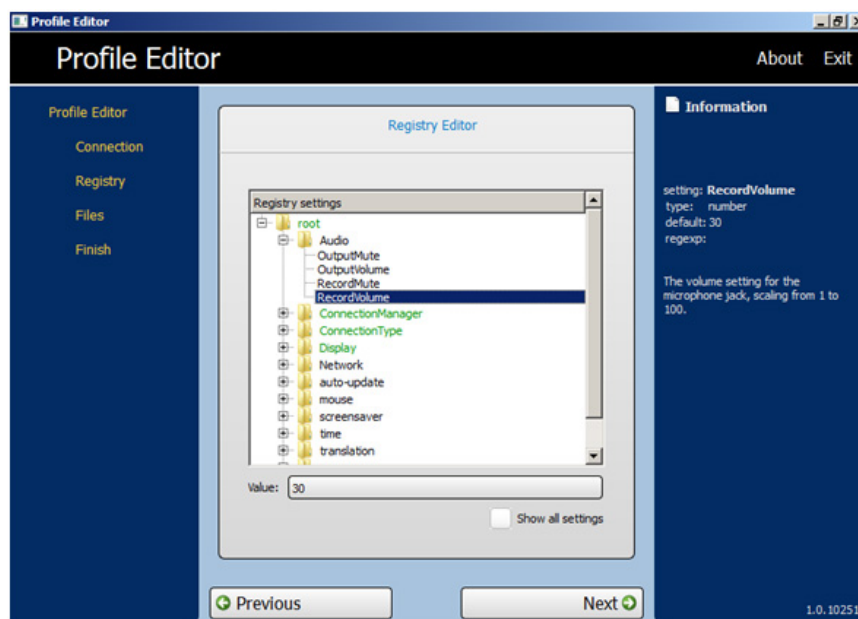 Profile Editor
Profile Editor
About Exit
Profile Editor
Connection
Registry
Files
Finish
Registry Editor
Registry settings
root
Audio
OutputMute
OutputVolume
RecordMute
RecordVolume
ConnectionManager
ConnectionType
Display
Network
auto-update
mouse
screensaver
time
translation
Value: 30
Show all settings
Previous
Next
Information
setting: RecordVolume
type: number
default: 30
regexp:
The volume setting for the
microphone jack, scaling from 1 to
100.
1.0.10251